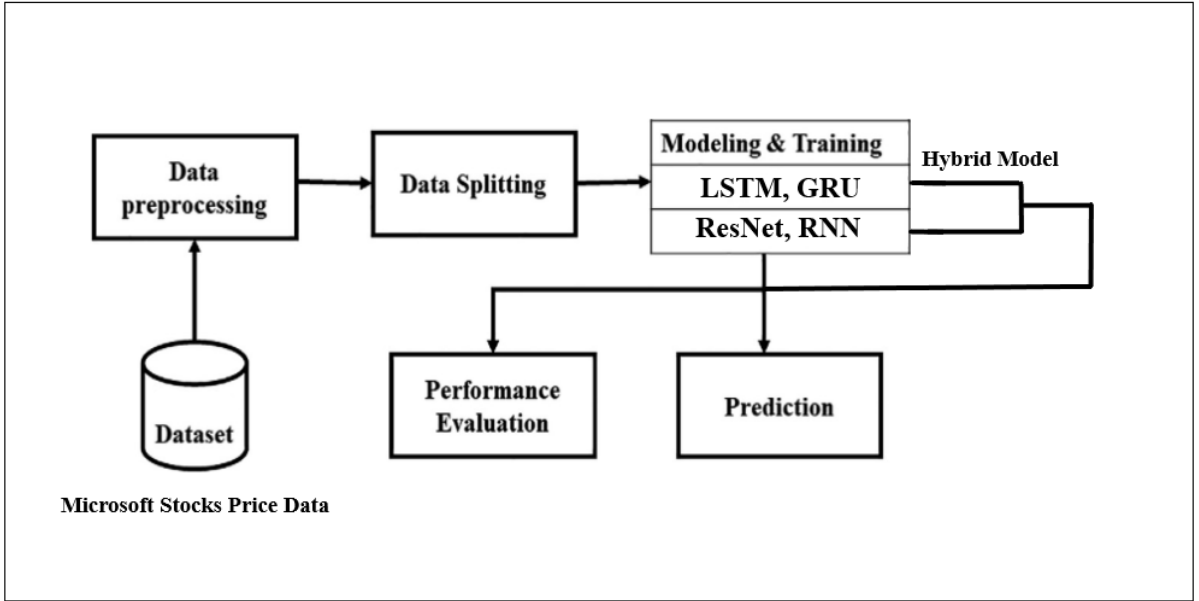 Data
preprocessing
Data Splitting
Modeling & Training
LSTM, GRU
ResNet, RNN
Hybrid Model
Dataset
Microsoft Stocks Price Data
Performance
Evaluation
Prediction